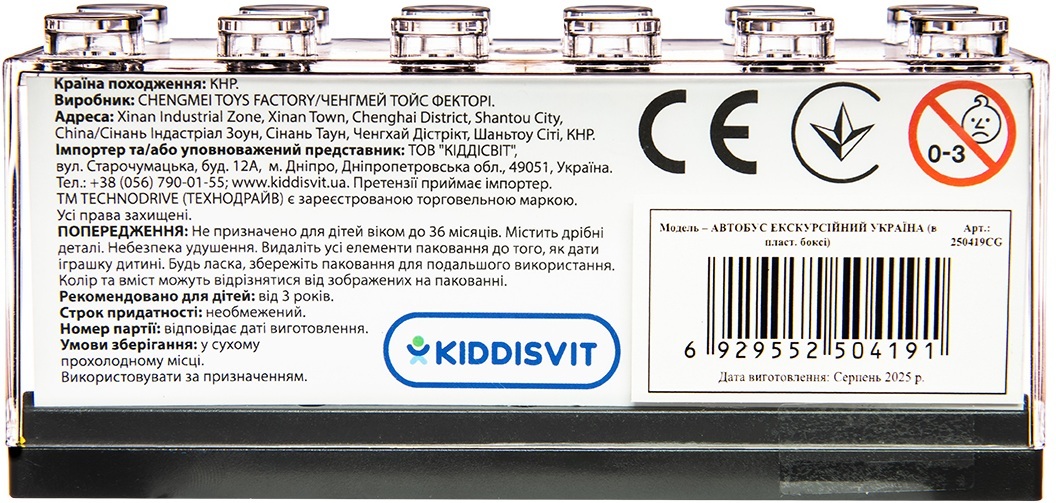 Країна походження: КНР.
Виробник: CHENGMEI TOYS FACTORY/ЧЕНГМЕЙ ТОЙС ФЕКТОРІ.
Адреса: Xinan Industrial Zone, Xinan Town, Chenghai District, Shantou City,
China/Сінань Індастріал Зоун, Сінань Таун, Ченгхай Дістрікт, Шаньтоу Сіті, КНР.
Імпортер та/або уповноважений представник: ТОВ "КІДДІСВІТ",
вул. Старочумацька, буд. 12А, м. Дніпро, Дніпропетровська обл., 49051, Україна.
Тел.: +38 (056) 790-01-55; www.kiddisvit.ua. Претензії приймає імпортер.
ТМ TECHNODRIVE (ТЕХНОДРАЙВ) є зареєстрованою торговельною маркою.
Усі права захищені.
ПОПЕРЕДЖЕННЯ: Не призначено для дітей віком до 36 місяців. Містить дрібні
деталі. Небезпека удушення. Видаліть усі елементи паковання до того, як дати
іграшку дитині. Будь ласка, збережіть паковання для подальшого використання.
Колір та вміст можуть відрізнятися від зображених на пакованні.
Рекомендовано для дітей: від 3 років.
Строк придатності: необмежений.
Номер партії: відповідає даті виготовлення.
Умови зберігання: у сухому
прохолодному місці.
Використовувати за призначенням.
KIDDISVIT
CE
0-3
Модель – АВТОБУС ЕКСКУРСІЙНИЙ УКРАЇНА (в
пласт. боксі)
Арт.:
250419CG
6 929552 504191
Дата виготовлення: Серпень 2025 р.